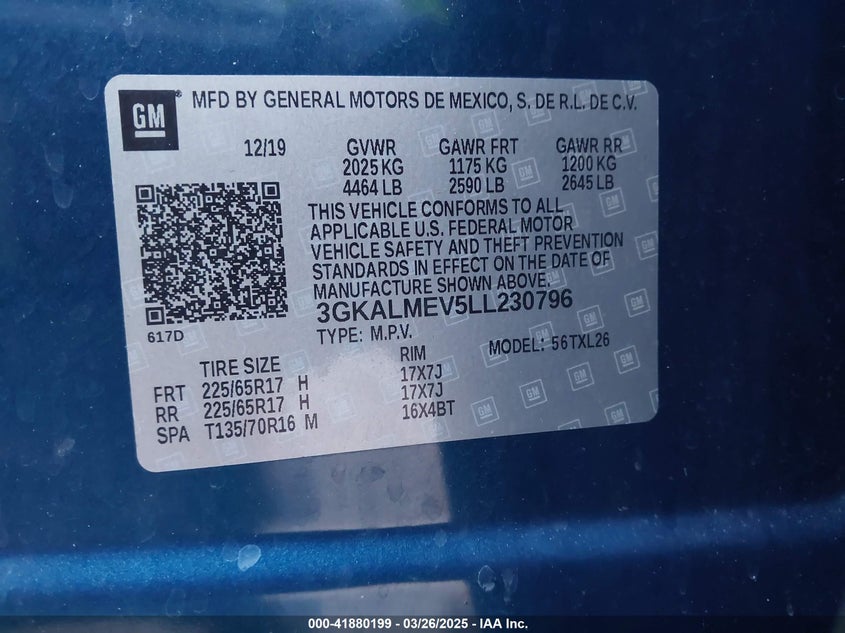 GM
MFD BY GENERAL MOTORS DE MEXICO, S. DE R.L. DE C.V.
12/19 GVWR GAWR FRT GAWR RR
2025 KG 1175 KG 1200 KG
4464 LB 2590 LB 2645 LB
THIS VEHICLE CONFORMS TO ALL
APPLICABLE U.S. FEDERAL MOTOR
VEHICLE SAFETY AND THEFT PREVENTION
STANDARDS IN EFFECT ON THE DATE OF
MANUFACTURE SHOWN ABOVE.
3GKALMEV5LL230796
617D
TYPE: M.P.V. MODEL: 56TXL26
TIRE SIZE RIM
FRT 225/65R17 H 17X7J
RR 225/65R17 H 17X7J
SPA T135/70R16 M 16X4BT
000-41880199 - 03/26/2025 - IAA Inc.